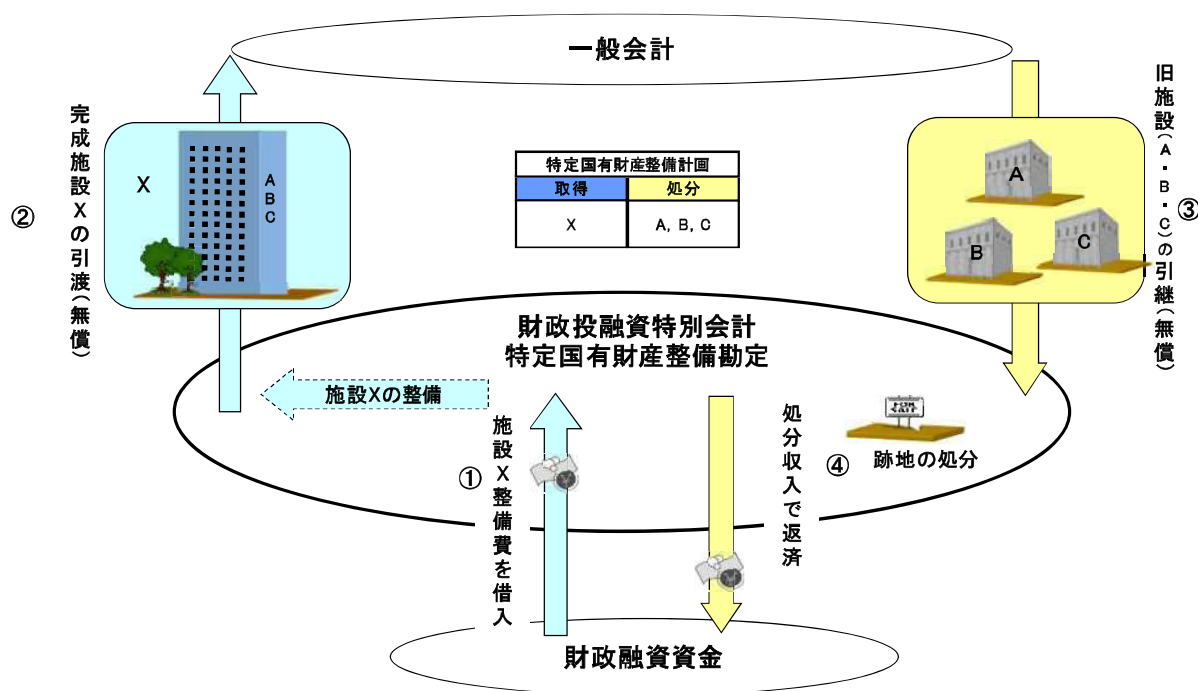 一般会計
②
完成施設Xの引渡(無償)
X
A
B
C
特定国有財産整備計画
取得
処分
X
A, B, C
A
B
C
旧施設(A・B・C)の引継(無償)
③
財政投融資特別会計
特定国有財産整備勘定
施設Xの整備
①
施設X整備費を借入
処分収入で返済
④
跡地の処分
財政融資資金